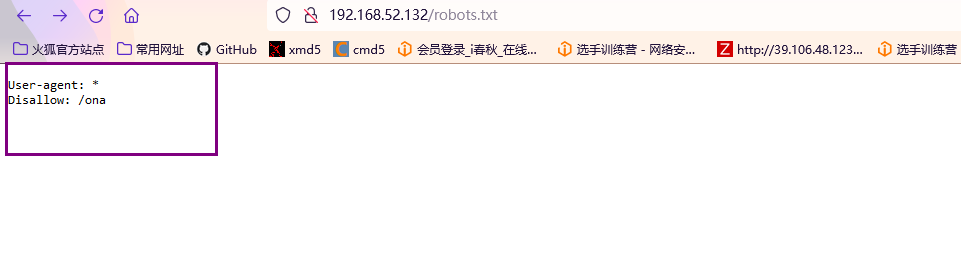 192.168.52.132/robots.txt
火狐官方站点 常用网址 GitHub xmd5 cmd5 会员登录_i春秋_在线... 选手训练营 - 网络安... http://39.106.48.123... 选手训练营
User-agent: *
Disallow: /ona